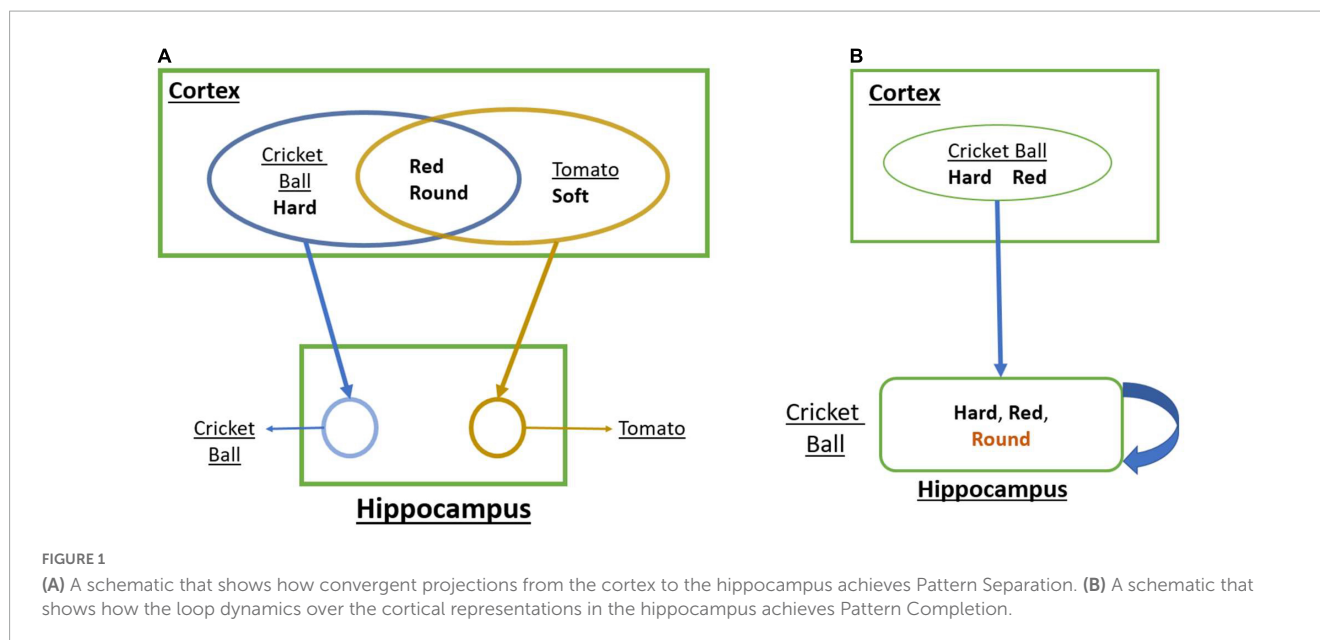 A
Cortex
Cricket
Ball
Hard
Red
Round
Tomato
Soft
Cricket
Ball
Tomato
Hippocampus
B
Cortex
Cricket Ball
Hard Red
Cricket
Ball
Hard, Red,
Round
Hippocampus
FIGURE 1
(A) A schematic that shows how convergent projections from the cortex to the hippocampus achieves Pattern Separation. (B) A schematic that
shows how the loop dynamics over the cortical representations in the hippocampus achieves Pattern Completion.